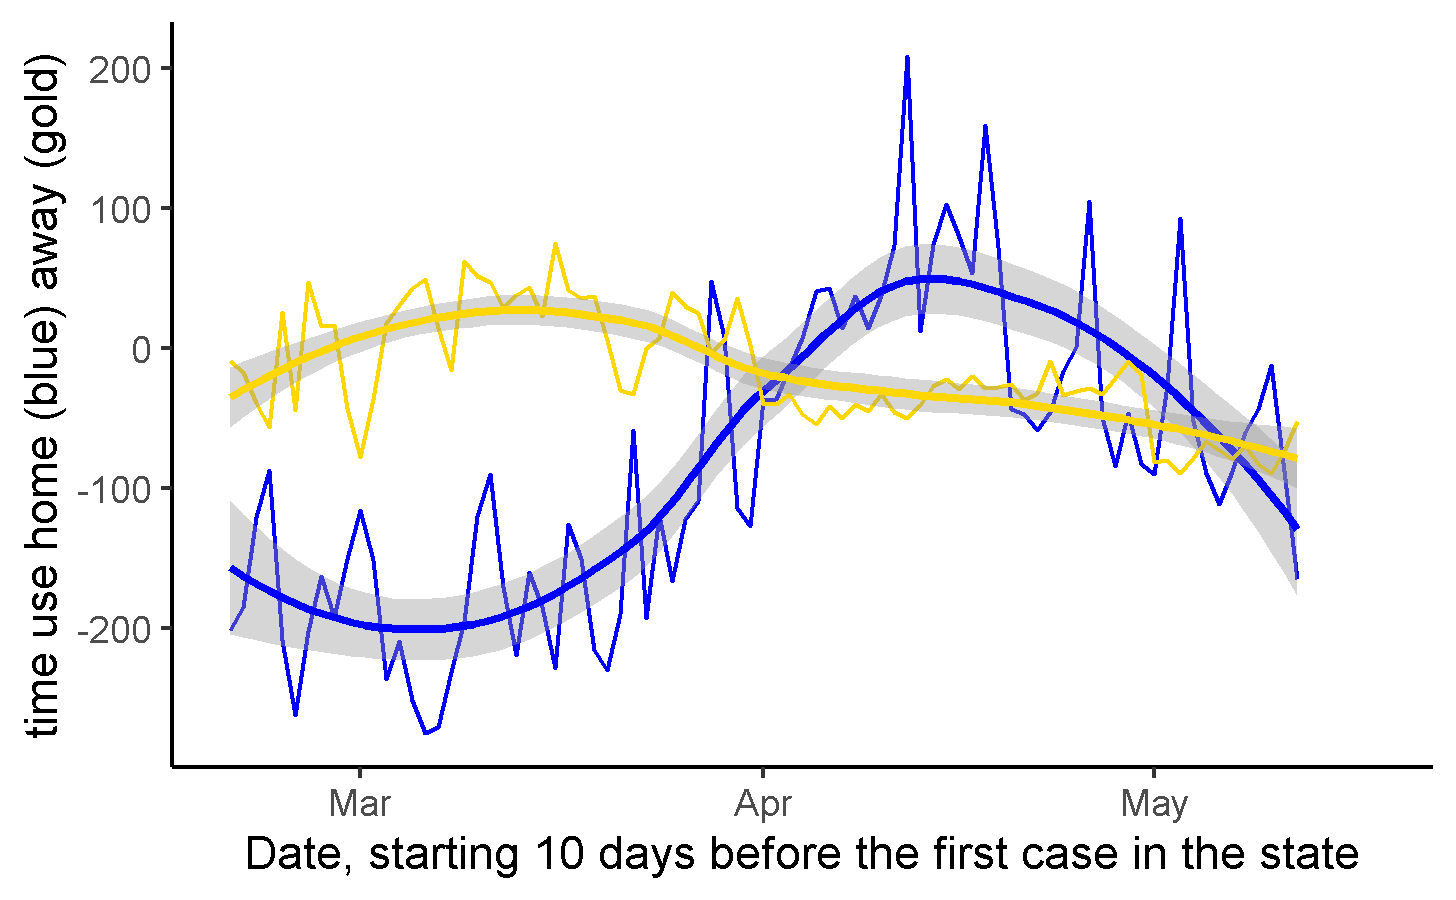 time use home (blue) away (gold)
200
100
0
-100
-200
Mar Apr May
Date, starting 10 days before the first case in the state